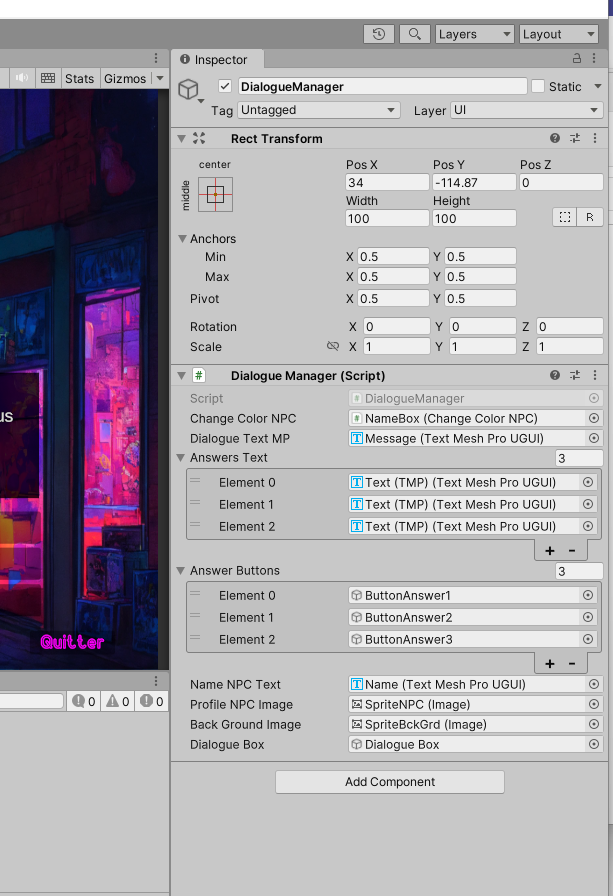 Layers Layout
Inspector
Stats Gizmos
DialogueManager Static
Tag Untagged Layer UI
Rect Transform
center
middle
Pos X Pos Y Pos Z
34 -114.87 0
Width Height
100 100 R
Anchors
Min X 0.5 Y 0.5
Max X 0.5 Y 0.5
Pivot X 0.5 Y 0.5
Rotation X 0 Y 0 Z 0
Scale X 1 Y 1 Z 1
# Dialogue Manager (Script)
Script # DialogueManager
Change Color NPC # NameBox (Change Color NPC)
us
Dialogue Text MP T Message (Text Mesh Pro UGUI)
Answers Text 3
Element 0 T Text (TMP) (Text Mesh Pro UGUI)
Element 1 T Text (TMP) (Text Mesh Pro UGUI)
Element 2 T Text (TMP) (Text Mesh Pro UGUI)
+ -
Answer Buttons 3
Element 0 ButtonAnswer1
Element 1 ButtonAnswer2
Element 2 ButtonAnswer3
Quitter
+ -
Name NPC Text T Name (Text Mesh Pro UGUI)
0 0 0
Profile NPC Image SpriteNPC (Image)
Back Ground Image SpriteBckGrd (Image)
Dialogue Box Dialogue Box
Add Component